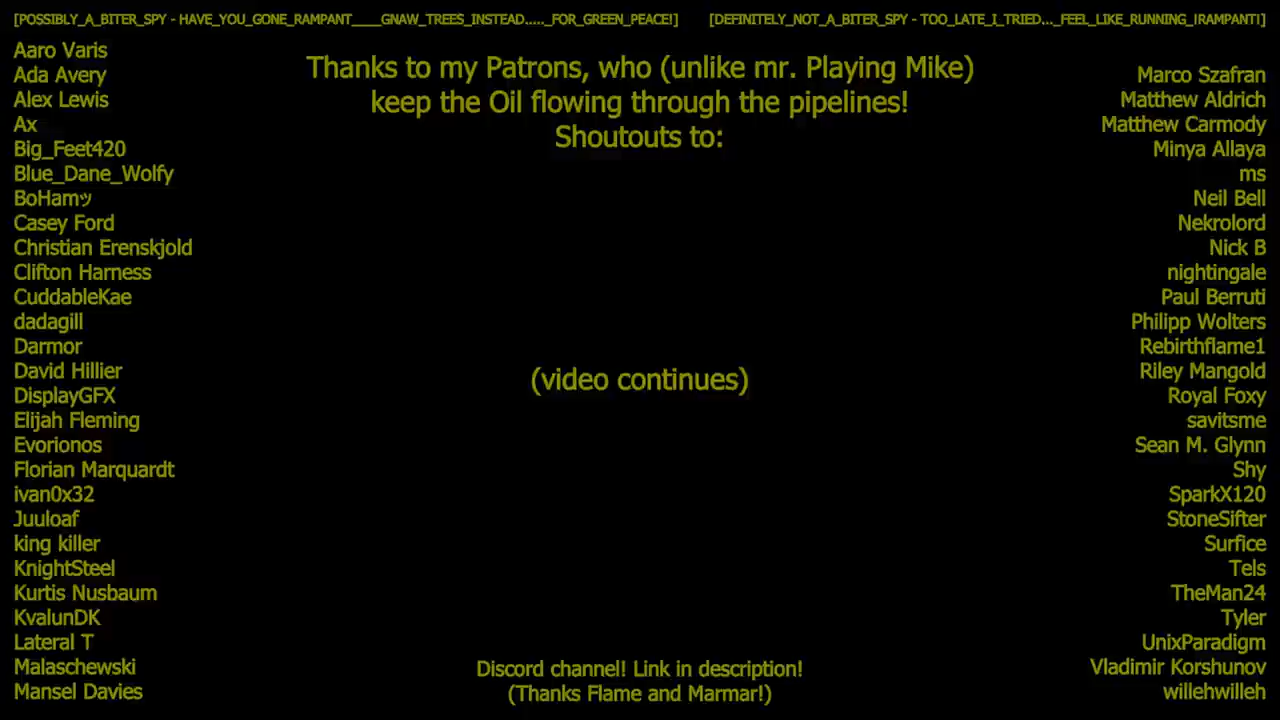 [POSSIBLY_A_BITER_SPY - HAVE_YOU_GONE_RAMPANT____GNAW_TREES_INSTEAD....._FOR_GREEN_PEACE!]
[DEFINITELY_NOT_A_BITER_SPY - TOO_LATE_I_TRIED..._FEEL_LIKE_RUNNING_!RAMPANT!]
Thanks to my Patrons, who (unlike mr. Playing Mike)
keep the Oil flowing through the pipelines!
Shoutouts to:
Aaro Varis
Ada Avery
Alex Lewis
Ax
Big_Feet420
Blue_Dane_Wolfy
BoHamッ
Casey Ford
Christian Erenskjold
Clifton Harness
CuddableKae
dadagill
Darmor
David Hillier
DisplayGFX
Elijah Fleming
Evorionos
Florian Marquardt
ivan0x32
Juuloaf
king killer
KnightSteel
Kurtis Nusbaum
KvalunDK
Lateral T
Malaschewski
Mansel Davies
(video continues)
Discord channel! Link in description!
(Thanks Flame and Marmar!)
Marco Szafran
Matthew Aldrich
Matthew Carmody
Minya Allaya
ms
Neil Bell
Nekrolord
Nick B
nightingale
Paul Berruti
Philipp Wolters
Rebirthflame1
Riley Mangold
Royal Foxy
savitsme
Sean M. Glynn
Shy
SparkX120
StoneSifter
Surfice
Tels
TheMan24
Tyler
UnixParadigm
Vladimir Korshunov
willehwilleh